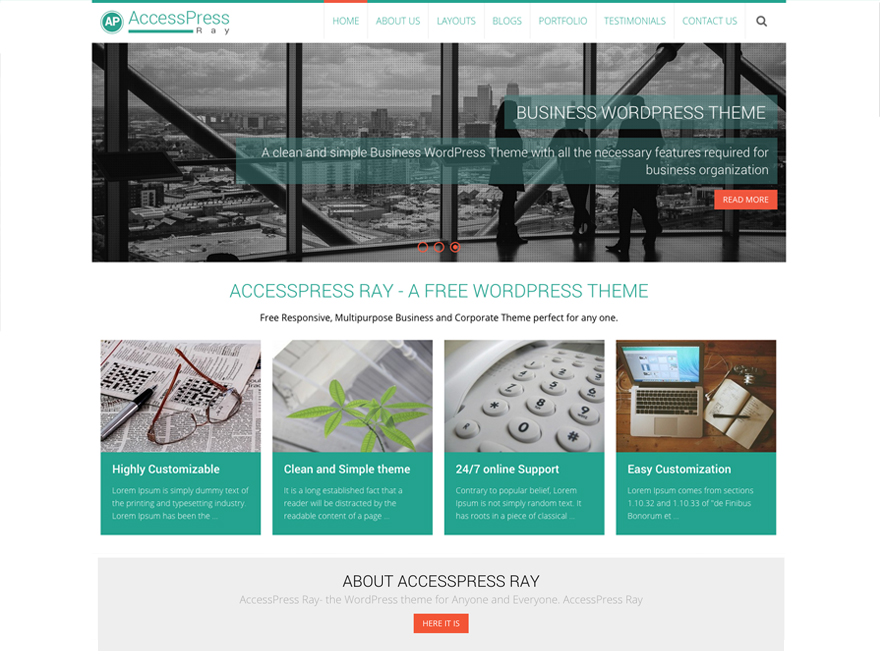 AP AccessPress
Ray
HOME ABOUT US LAYOUTS BLOGS PORTFOLIO TESTIMONIALS CONTACT US
BUSINESS WORDPRESS THEME
A clean and simple Business WordPress Theme with all the necessary features required for
business organization
READ MORE
ACCESSPRESS RAY - A FREE WORDPRESS THEME
Free Responsive, Multipurpose Business and Corporate Theme perfect for any one.
Highly Customizable
Lorem Ipsum is simply dummy text of
the printing and typesetting industry.
Lorem Ipsum has been the ...
Clean and Simple theme
It is a long established fact that a
reader will be distracted by the
readable content of a page ...
5
7
8
9
*
0
#
24/7 online Support
Contrary to popular belief, Lorem
Ipsum is not simply random text. It
has roots in a piece of classical ...
Easy Customization
Lorem Ipsum comes from sections
1.10.32 and 1.10.33 of "de Finibus
Bonorum et ...
ABOUT ACCESSPRESS RAY
AccessPress Ray- the WordPress theme for Anyone and Everyone. AccessPress Ray
HERE IT IS